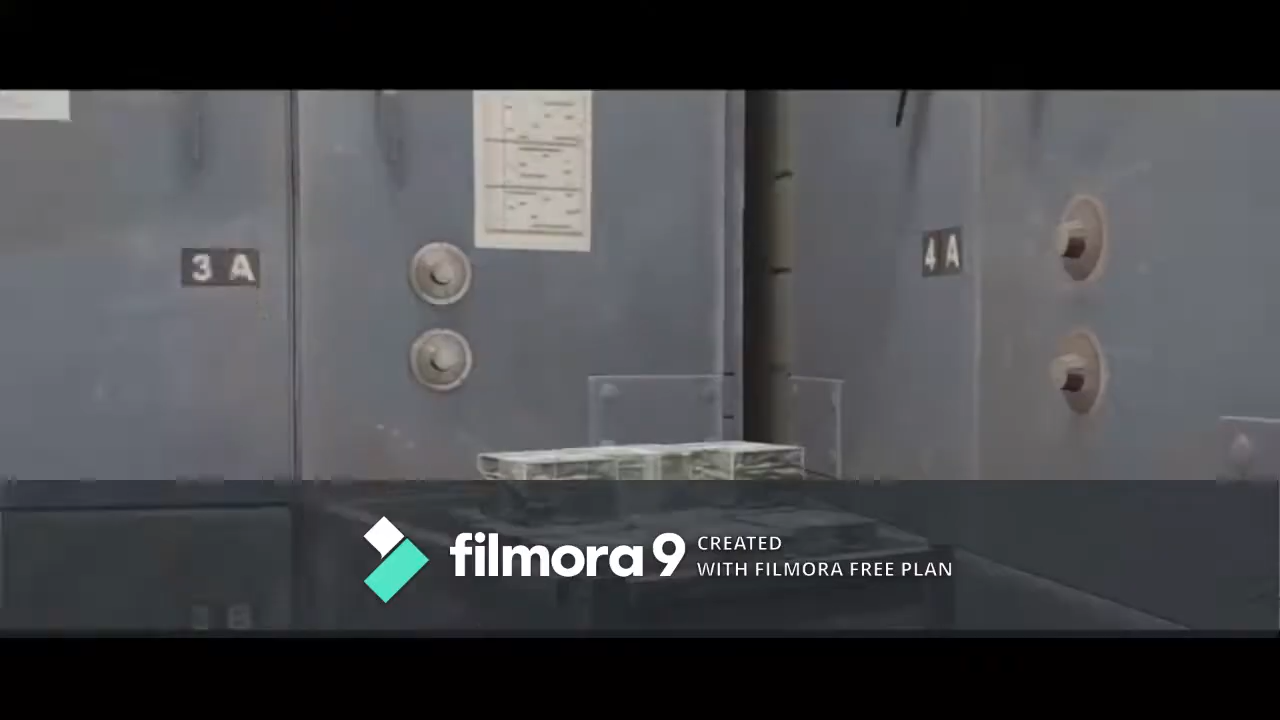 3 A
4 A
filmora9
CREATED
WITH FILMORA FREE PLAN